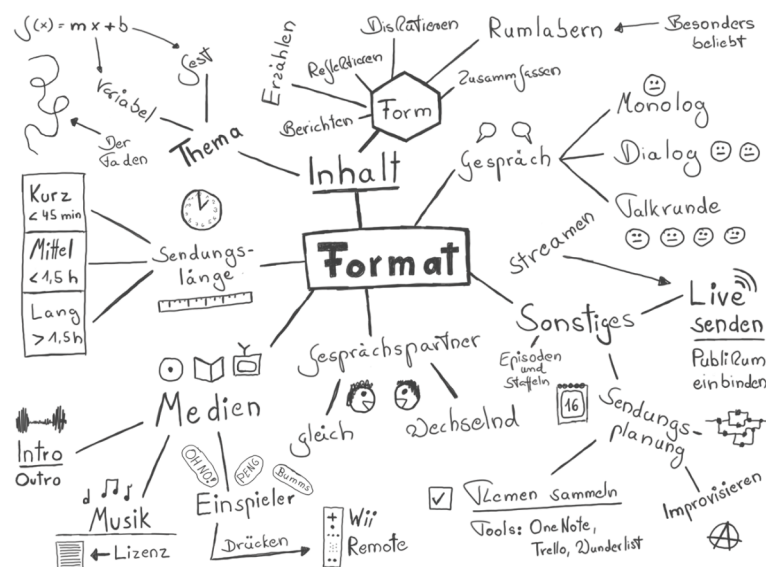 f(x) = m x + b
fest
variabel
Der
Faden
Thema
Erzählen
Diskutieren
Reflektieren
Berichten
Form
Zusammfassen
Rumlabern
Besonders
beliebt
Inhalt
Gespräch
Monolog
Dialog
Talkrunde
Kurz
< 45 min
Mittel
< 1,5 h
Lang
> 1,5 h
Sendungs-
länge
Format
Streamen
Live
senden
Publikum
einbinden
Sonstiges
Episoden
und
Staffeln
Gesprächspartner
gleich
Wechselnd
Medien
Intro
Outro
Musik
Lizenz
OH NO!
PENG
Bumms
Einspieler
Drücken
Wii
Remote
16
Sendungs-
planung
Improvisieren
Themen sammeln
Tools: OneNote,
Trello, Wunderlist